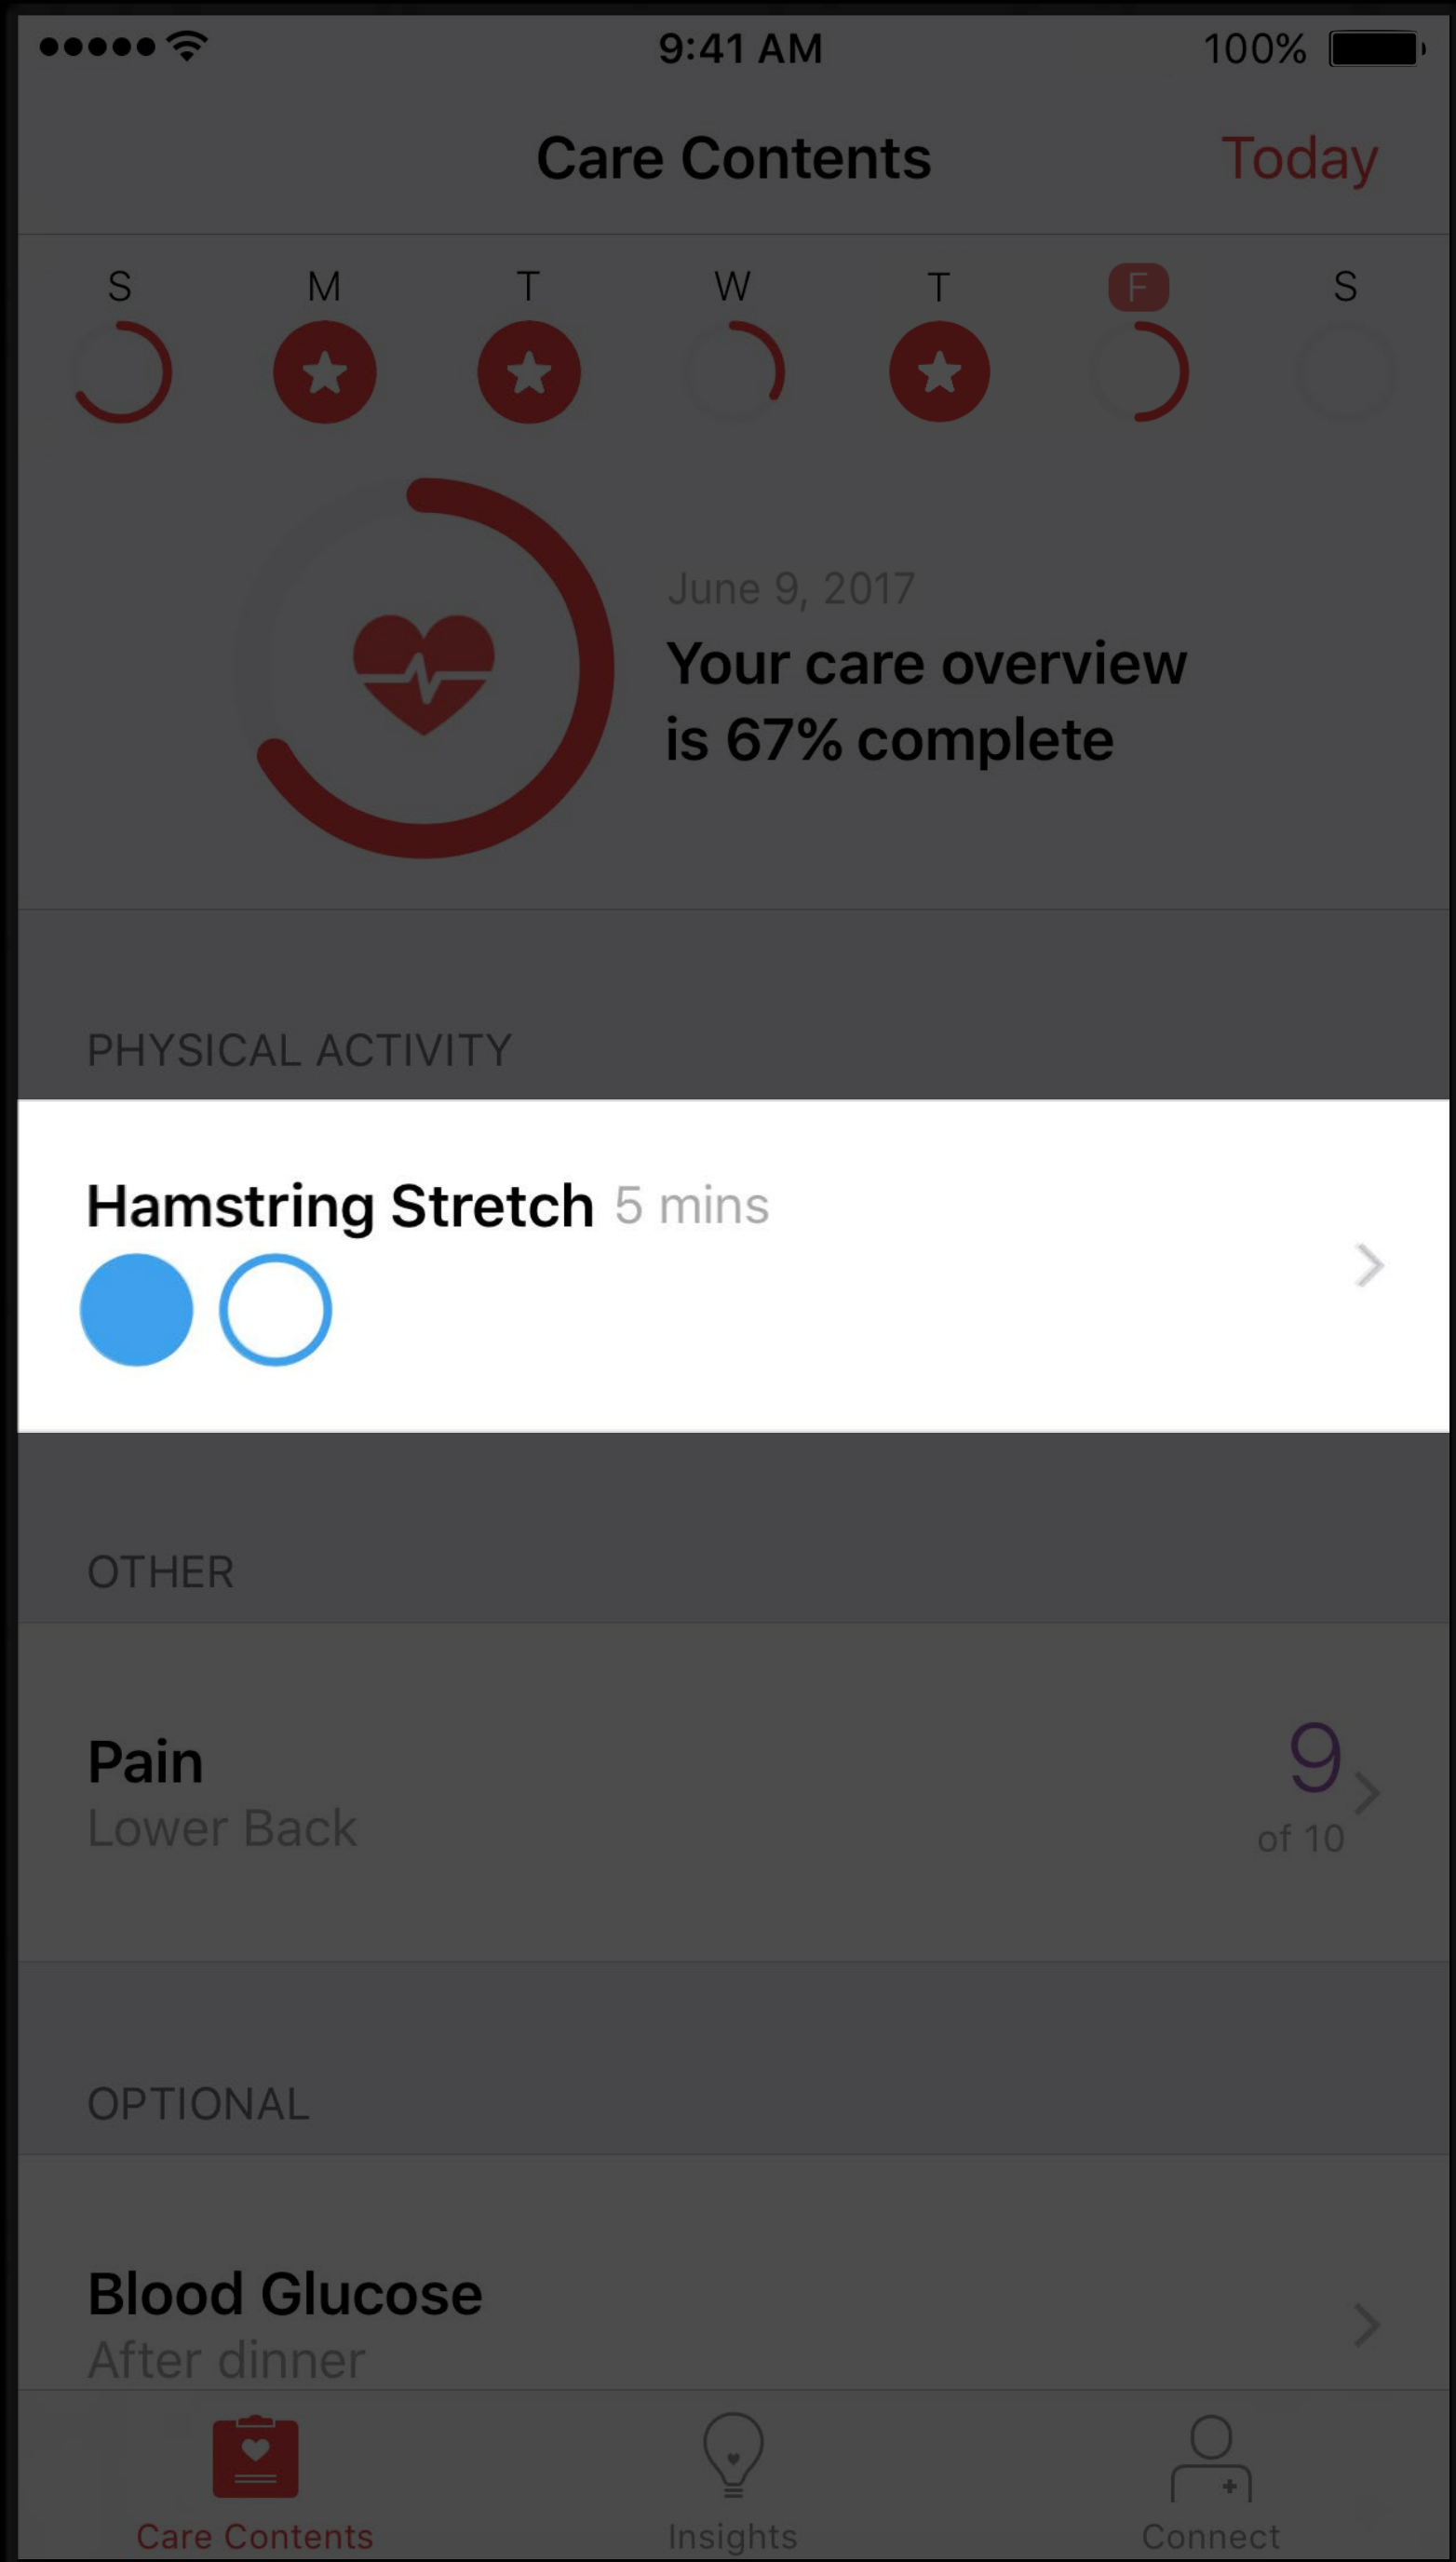 9:41 AM 100%
Care Contents Today
S M T W T F S
June 9, 2017
Your care overview
is 67% complete
PHYSICAL ACTIVITY
Hamstring Stretch 5 mins
OTHER
Pain
Lower Back
9
of 10
OPTIONAL
Blood Glucose
After dinner
Care Contents Insights Connect